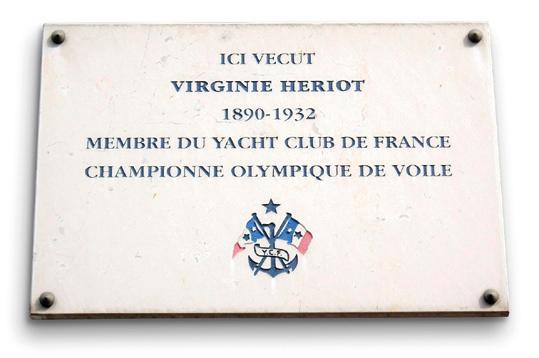 ICI VECUT
VIRGINIE HERIOT
1890-1932
MEMBRE DU YACHT CLUB DE FRANCE
CHAMPIONNE OLYMPIQUE DE VOILE
Y.C.F.